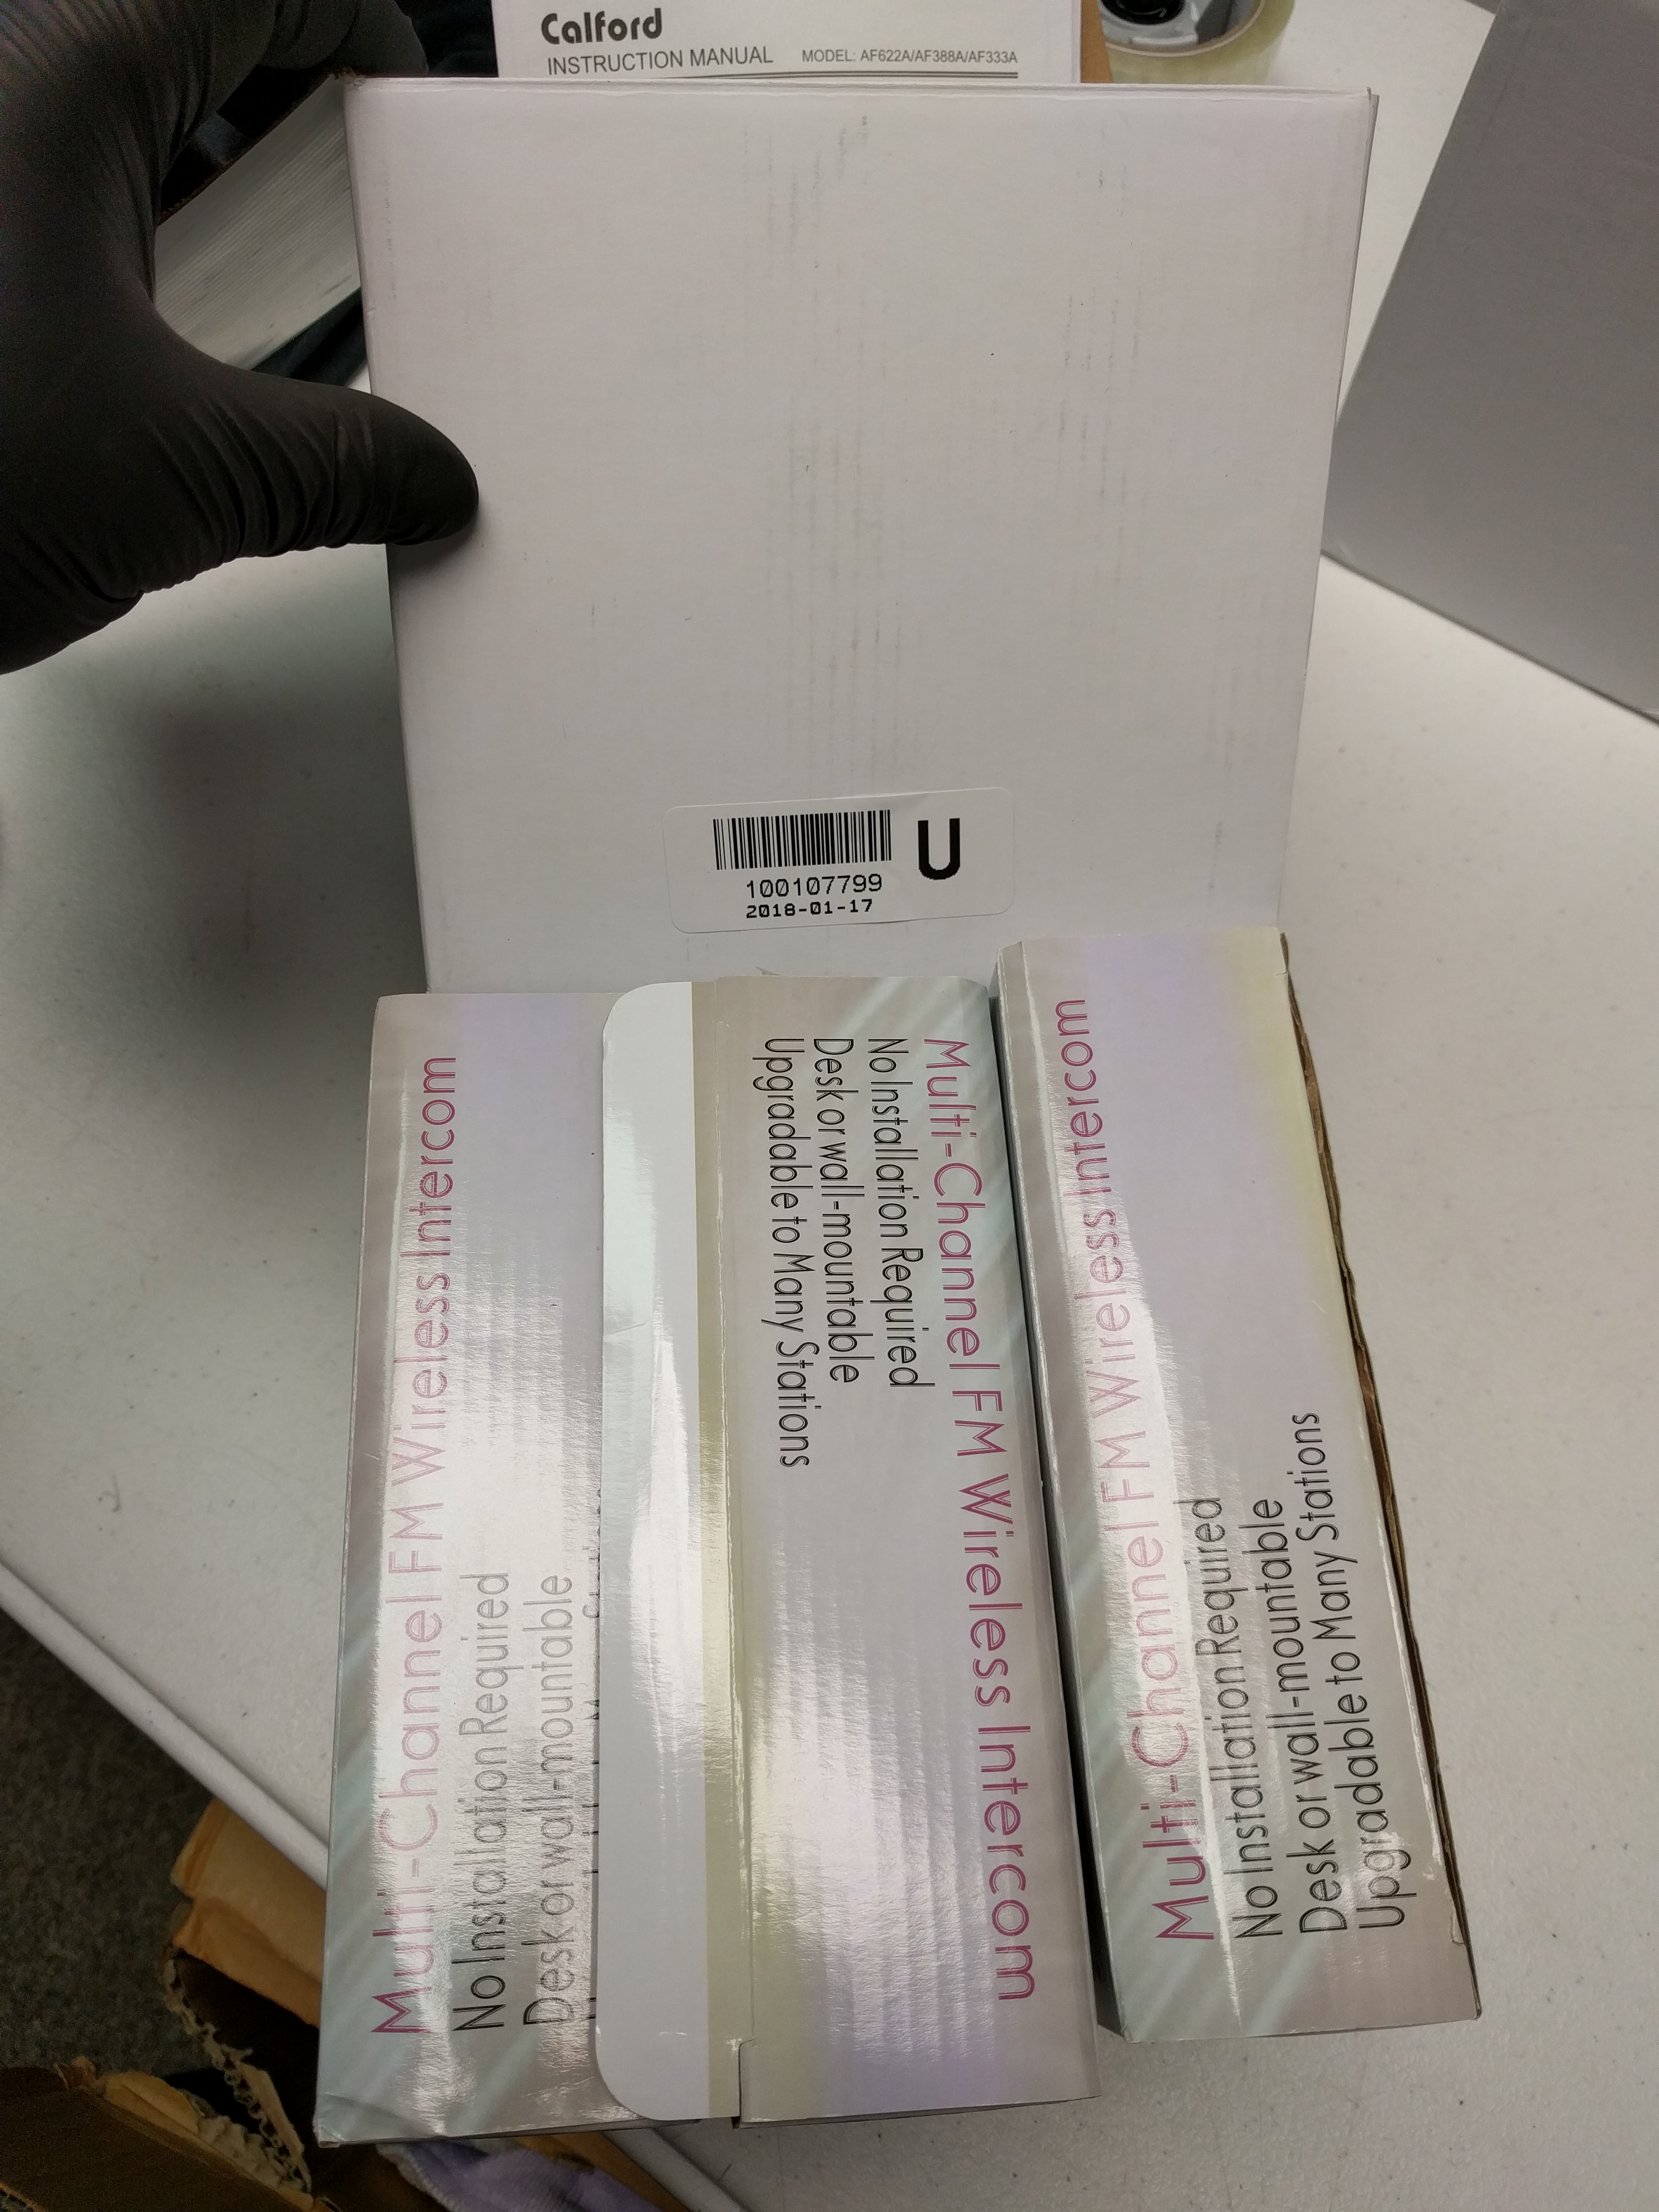 Calford
INSTRUCTION MANUAL MODEL: AF622A/AF388A/AF333A
100107799 U
2018-01-17
Multi-Channel FM Wireless Intercom
No Installation Required
Desk or wall-mountable
Multi-Channel FM Wireless Intercom
No Installation Required
Desk or wall-mountable
Upgradable to Many Stations
Multi-Channel FM Wireless Intercom
No Installation Required
Desk or wall-mountable
Upgradable to Many Stations